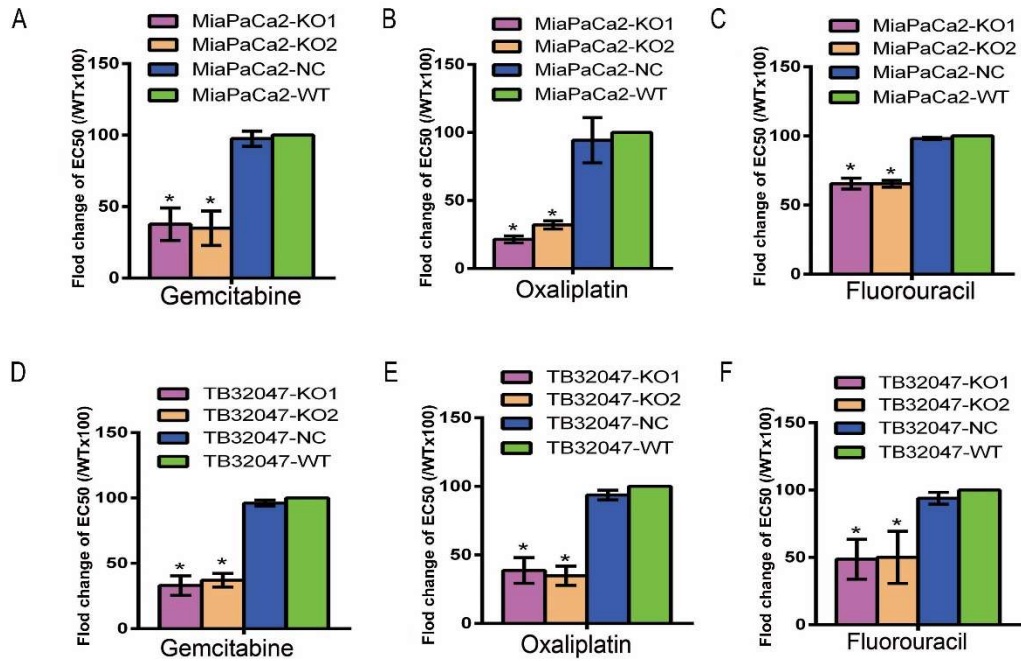 A
MiaPaCa2-KO1
MiaPaCa2-KO2
MiaPaCa2-NC
MiaPaCa2-WT
Flod change of EC50 (/WTx100)
150
100
50
0
*
*
Gemcitabine
B
MiaPaCa2-KO1
MiaPaCa2-KO2
MiaPaCa2-NC
MiaPaCa2-WT
Flod change of EC50 (/WTx100)
150
100
50
0
*
*
Oxaliplatin
C
MiaPaCa2-KO1
MiaPaCa2-KO2
MiaPaCa2-NC
MiaPaCa2-WT
Flod change of EC50 (/WTx100)
150
100
50
0
*
*
Fluorouracil
D
TB32047-KO1
TB32047-KO2
TB32047-NC
TB32047-WT
Flod change of EC50 (/WTx100)
150
100
50
0
*
*
Gemcitabine
E
TB32047-KO1
TB32047-KO2
TB32047-NC
TB32047-WT
Flod change of EC50 (/WTx100)
150
100
50
0
*
*
Oxaliplatin
F
TB32047-KO1
TB32047-KO2
TB32047-NC
TB32047-WT
Flod change of EC50 (/WTx100)
150
100
50
0
*
*
Fluorouracil